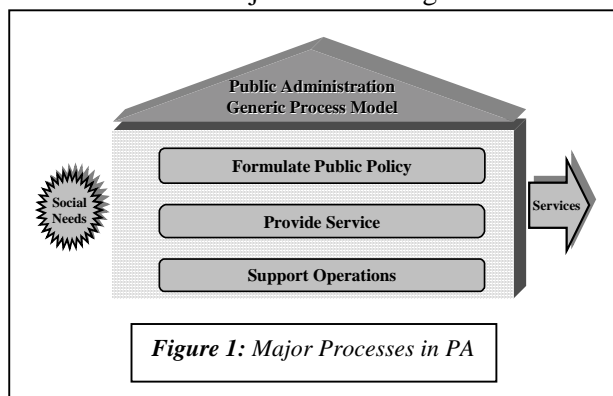 Public Administration
Generic Process Model
Formulate Public Policy
Social
Needs
Provide Service
Services
Support Operations
Figure 1: Major Processes in PA